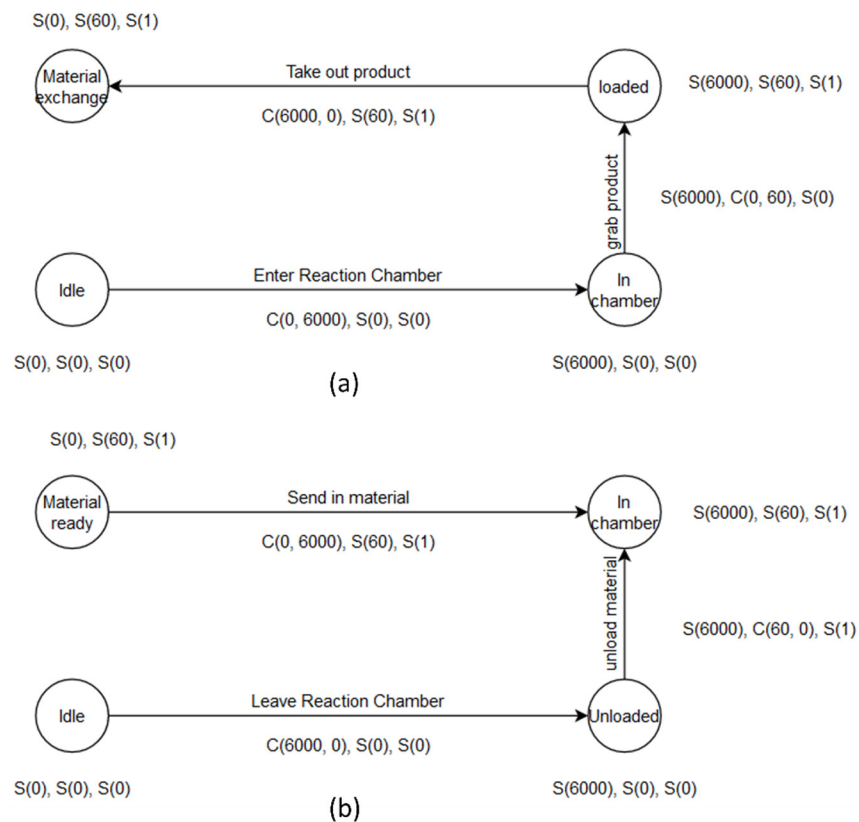 S(0), S(60), S(1)
Material
exchange
Take out product
loaded
S(6000), S(60), S(1)
C(6000, 0), S(60), S(1)
grab product
S(6000), C(0, 60), S(0)
Idle
Enter Reaction Chamber
In
chamber
C(0, 6000), S(0), S(0)
S(0), S(0), S(0)
S(6000), S(0), S(0)
(a)
S(0), S(60), S(1)
Material
ready
Send in material
In
chamber
S(6000), S(60), S(1)
C(0, 6000), S(60), S(1)
unload material
S(6000), C(60, 0), S(1)
Idle
Leave Reaction Chamber
Unloaded
C(6000, 0), S(0), S(0)
S(0), S(0), S(0)
S(6000), S(0), S(0)
(b)